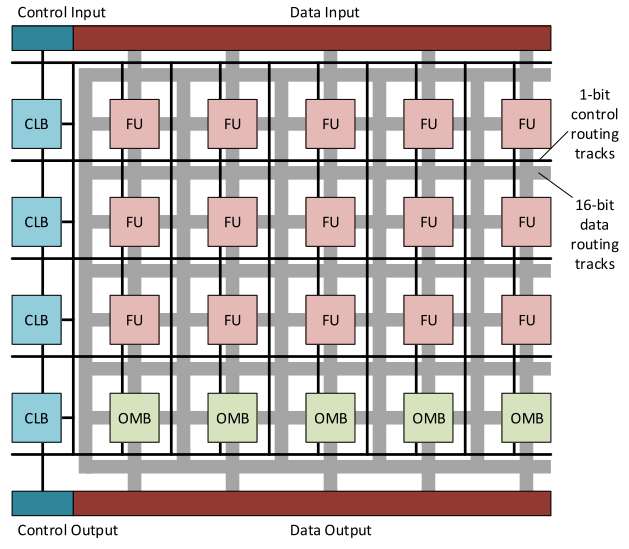 Control Input
Data Input
CLB FU FU FU FU FU
1-bit
control
routing
tracks
CLB FU FU FU FU FU
16-bit
data
routing
tracks
CLB FU FU FU FU FU
CLB OMB OMB OMB OMB OMB
Control Output
Data Output